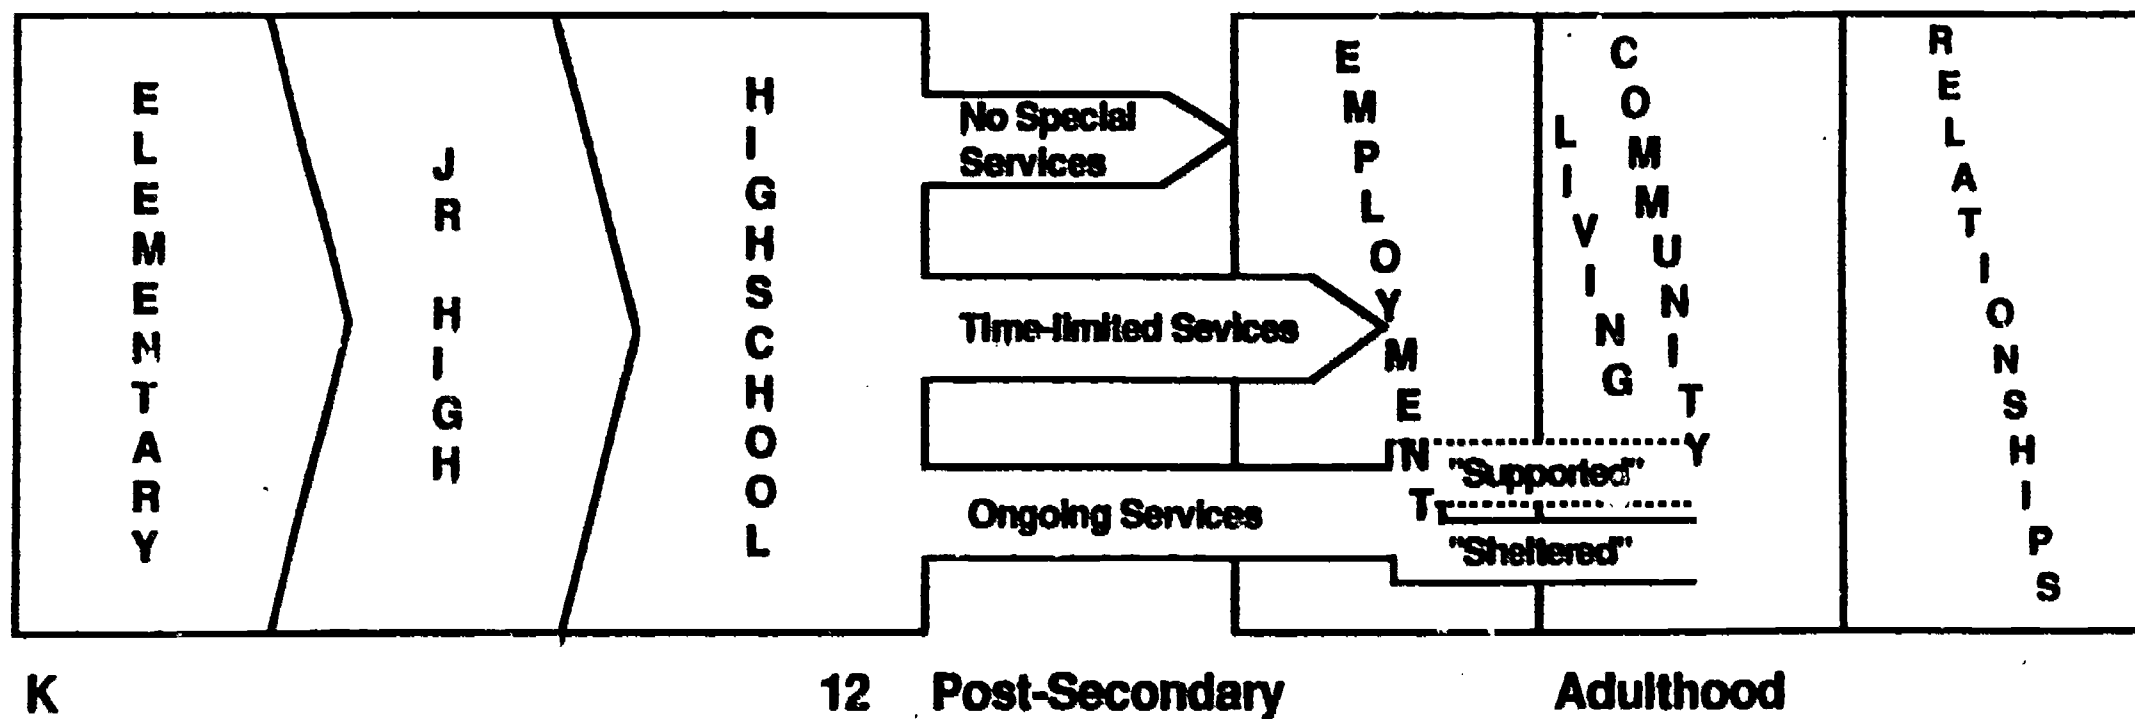 ELEMENTARY
JR HIGH
HIGHSCHOOL
No Special
Services
Time-limited Sevices
Ongoing Services
EMPLOYMENT
LIVING
COMMUNITY
"Supported"
"Sheltered"
RELATIONSHIPS
K
12
Post-Secondary
Adulthood